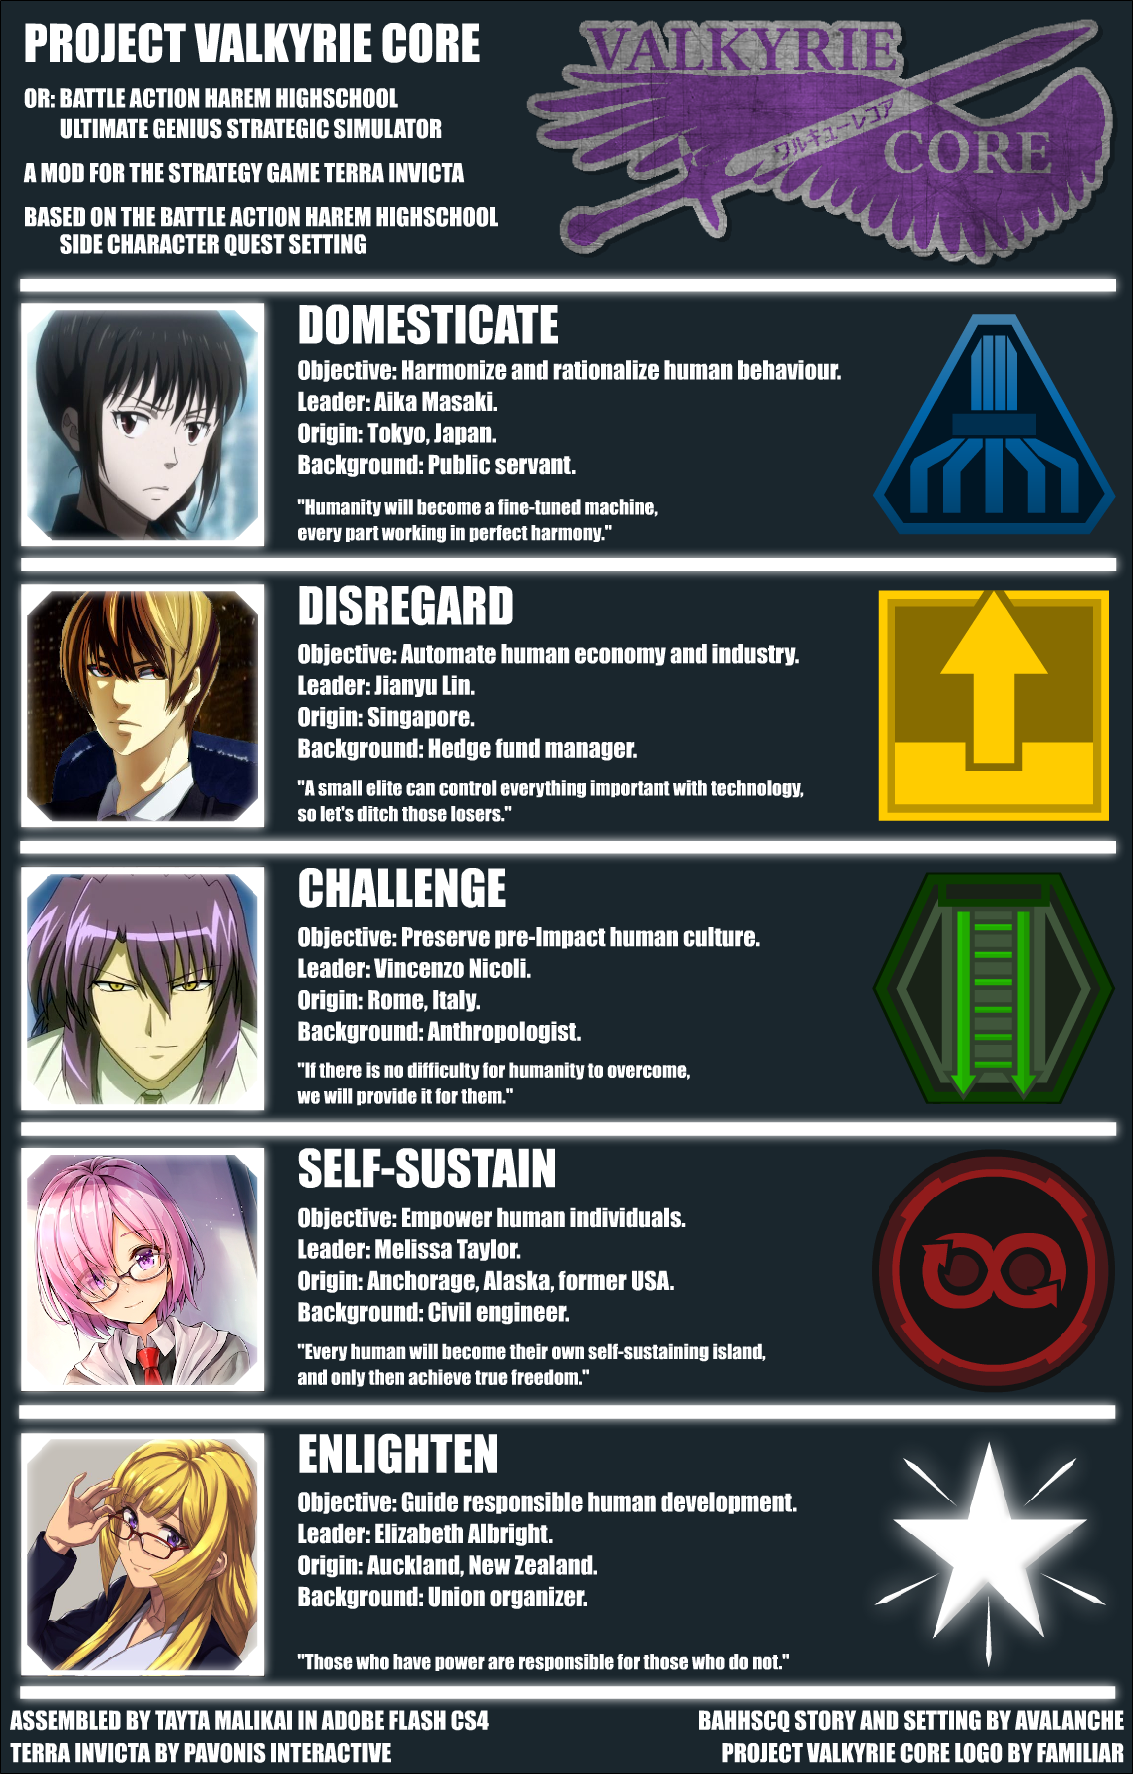 PROJECT VALKYRIE CORE
OR: BATTLE ACTION HAREM HIGHSCHOOL
ULTIMATE GENIUS STRATEGIC SIMULATOR
A MOD FOR THE STRATEGY GAME TERRA INVICTA
BASED ON THE BATTLE ACTION HAREM HIGHSCHOOL
SIDE CHARACTER QUEST SETTING
VALKYRIE
ワルキューレコア
CORE
DOMESTICATE
Objective: Harmonize and rationalize human behaviour.
Leader: Aika Masaki.
Origin: Tokyo, Japan.
Background: Public servant.
"Humanity will become a fine-tuned machine,
every part working in perfect harmony."
DISREGARD
Objective: Automate human economy and industry.
Leader: Jianyu Lin.
Origin: Singapore.
Background: Hedge fund manager.
"A small elite can control everything important with technology,
so let's ditch those losers."
CHALLENGE
Objective: Preserve pre-Impact human culture.
Leader: Vincenzo Nicoli.
Origin: Rome, Italy.
Background: Anthropologist.
"If there is no difficulty for humanity to overcome,
we will provide it for them."
SELF-SUSTAIN
Objective: Empower human individuals.
Leader: Melissa Taylor.
Origin: Anchorage, Alaska, former USA.
Background: Civil engineer.
"Every human will become their own self-sustaining island,
and only then achieve true freedom."
ENLIGHTEN
Objective: Guide responsible human development.
Leader: Elizabeth Albright.
Origin: Auckland, New Zealand.
Background: Union organizer.
"Those who have power are responsible for those who do not."
ASSEMBLED BY TAYTA MALIKAI IN ADOBE FLASH CS4
TERRA INVICTA BY PAVONIS INTERACTIVE
BAHHSCQ STORY AND SETTING BY AVALANCHE
PROJECT VALKYRIE CORE LOGO BY FAMILIAR